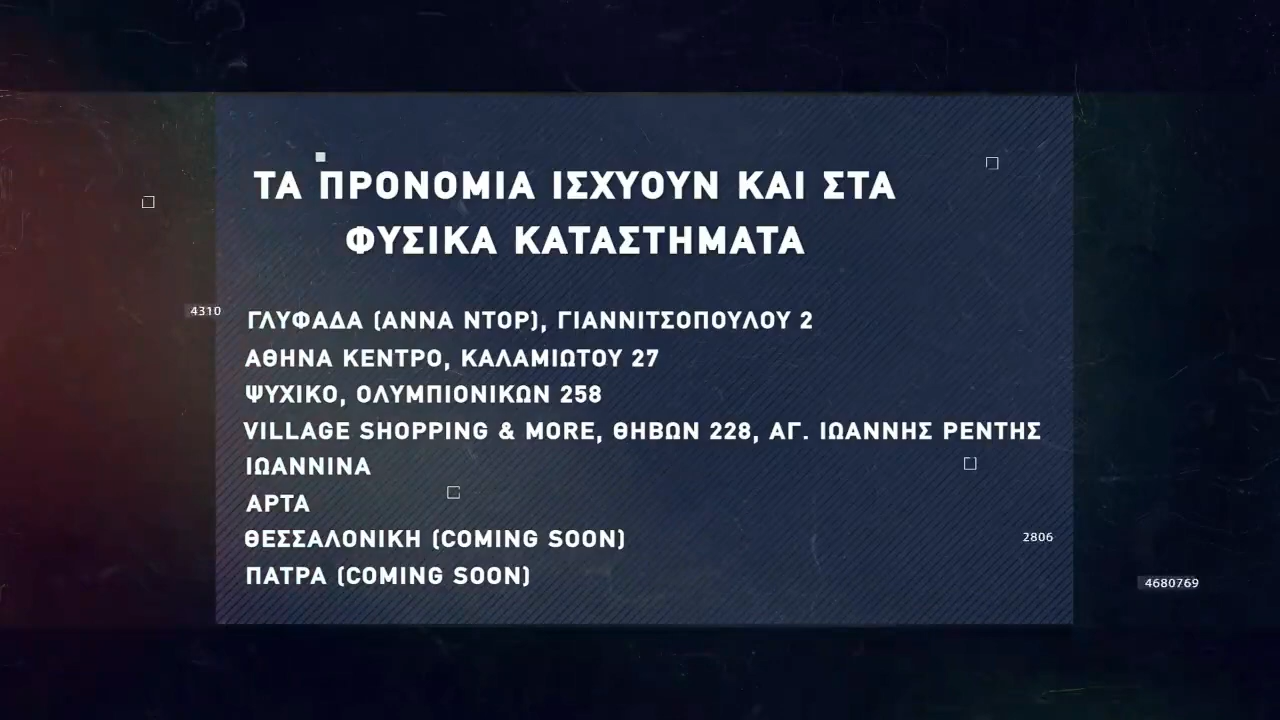 ΤΑ ΠΡΟΝΟΜΙΑ ΙΣΧΥΟΥΝ ΚΑΙ ΣΤΑ
ΦΥΣΙΚΑ ΚΑΤΑΣΤΗΜΑΤΑ
4310
ΓΛΥΦΑΔΑ (ΑΝΝΑ ΝΤΟΡ), ΓΙΑΝΝΙΤΣΟΠΟΥΛΟΥ 2
ΑΘΗΝΑ ΚΕΝΤΡΟ, ΚΑΛΑΜΙΩΤΟΥ 27
ΨΥΧΙΚΟ, ΟΛΥΜΠΙΟΝΙΚΩΝ 258
VILLAGE SHOPPING & MORE, ΘΗΒΩΝ 228, ΑΓ. ΙΩΑΝΝΗΣ ΡΕΝΤΗΣ
ΙΩΑΝΝΙΝΑ
ΑΡΤΑ
ΘΕΣΣΑΛΟΝΙΚΗ (COMING SOON)
2806
ΠΑΤΡΑ (COMING SOON)
4680769